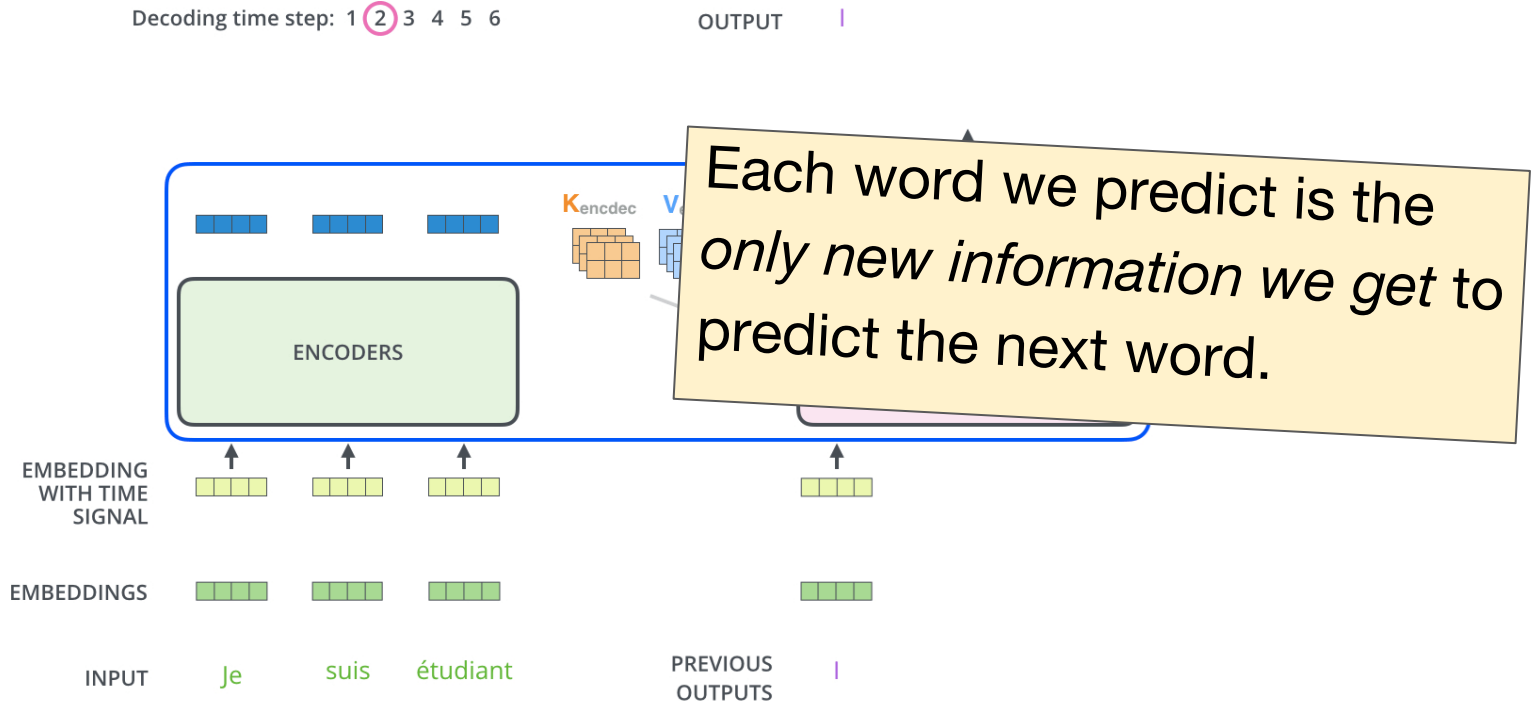 Decoding time step: 1 2 3 4 5 6
OUTPUT I
Each word we predict is the
only new information we get to
predict the next word.
Kencdec
ENCODERS
EMBEDDING
WITH TIME
SIGNAL
EMBEDDINGS
INPUT Je suis étudiant
PREVIOUS
OUTPUTS I